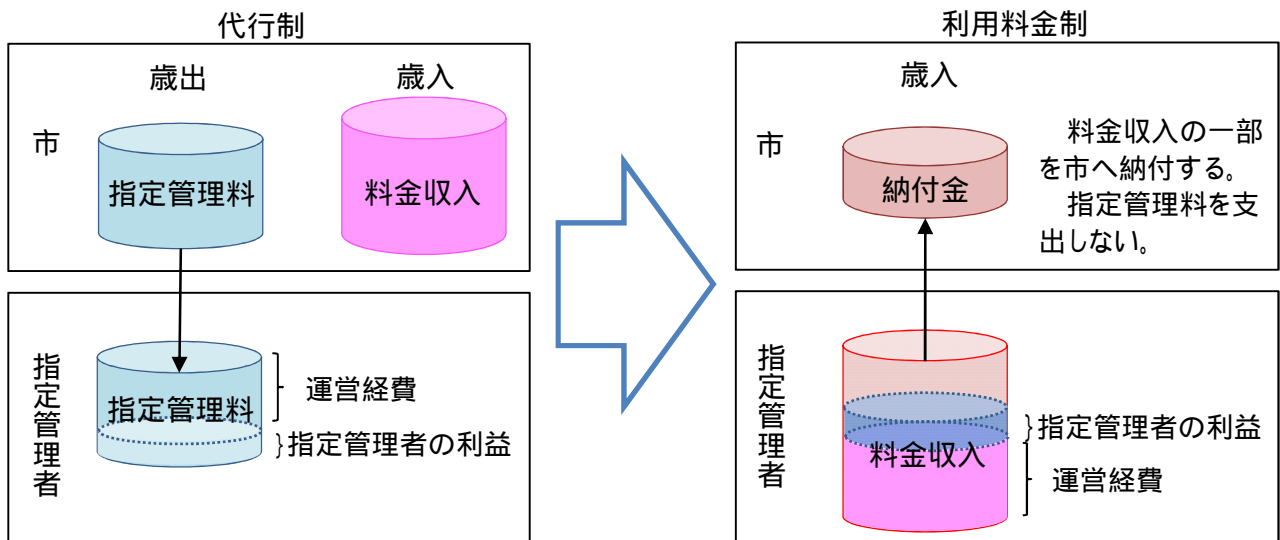 代行制
歳出
歳入
市
指定管理料
料金収入
指定管理者
指定管理料
運営経費
指定管理者の利益
利用料金制
歳入
市
納付金
料金収入の一部
を市へ納付する。
指定管理料を支
出しない。
指定管理者
料金収入
指定管理者の利益
運営経費